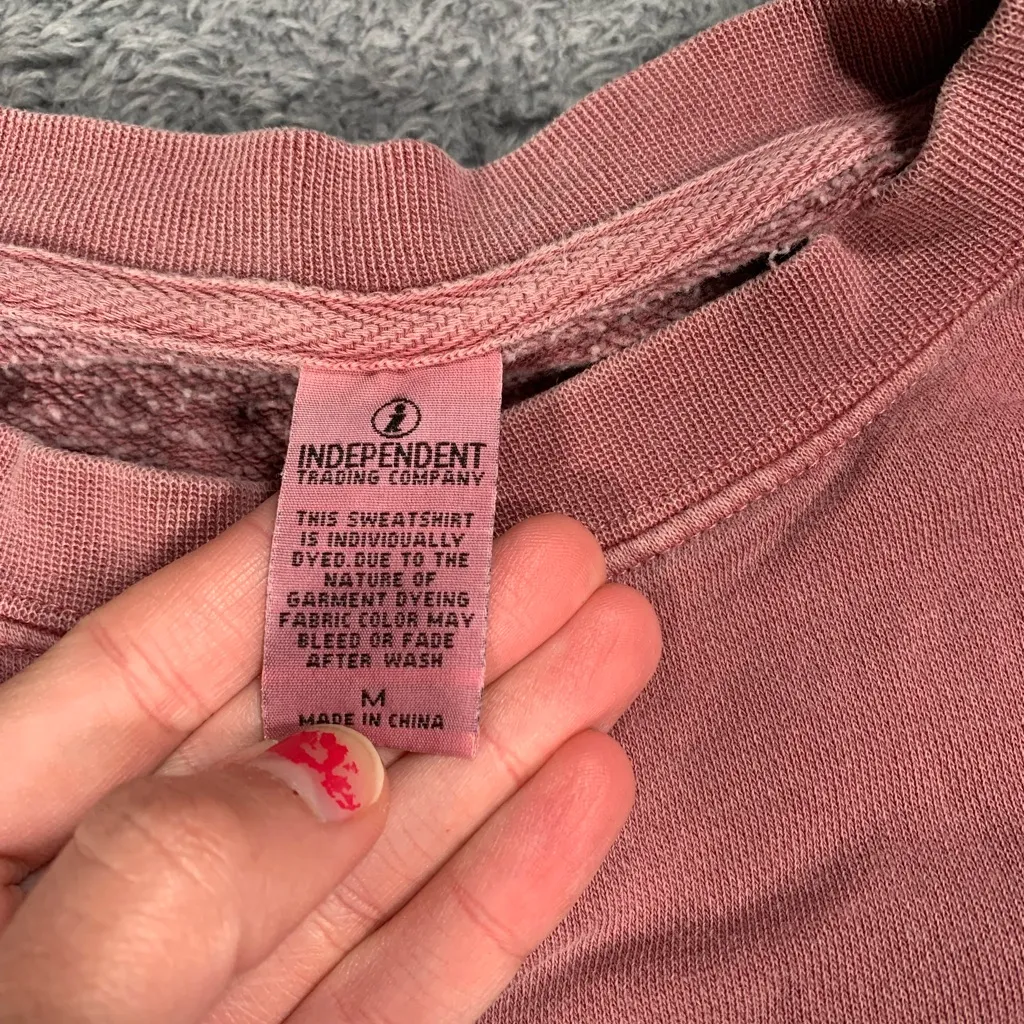 i
INDEPENDENT
TRADING COMPANY
THIS SWEATSHIRT
IS INDIVIDUALLY
DYED.DUE TO THE
NATURE OF
GARMENT DYEING
FABRIC COLOR MAY
BLEED OR FADE
AFTER WASH
M
MADE IN CHINA